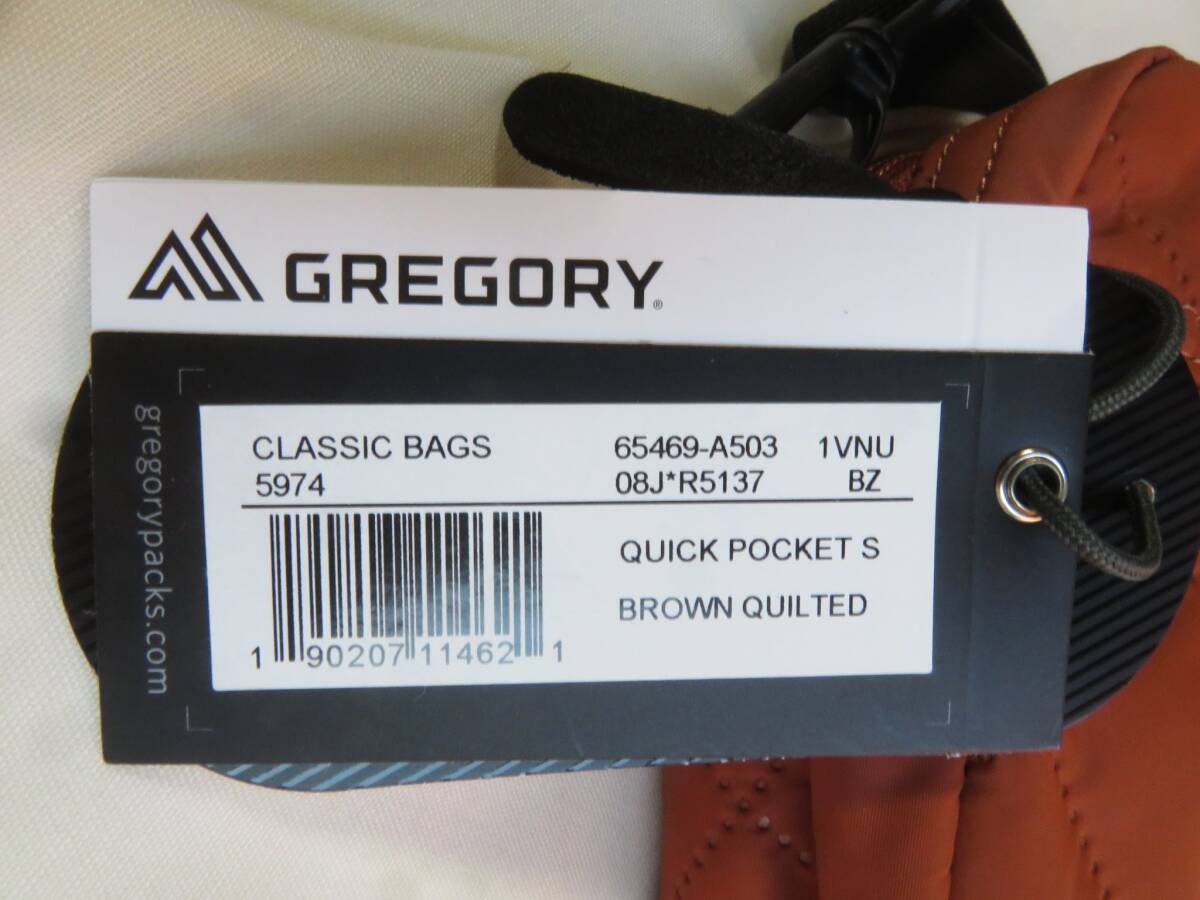 GREGORY®
gregorypacks.com
CLASSIC BAGS 65469-A503 1VNU
5974 08J*R5137 BZ
QUICK POCKET S
BROWN QUILTED
1 90207 11462 1